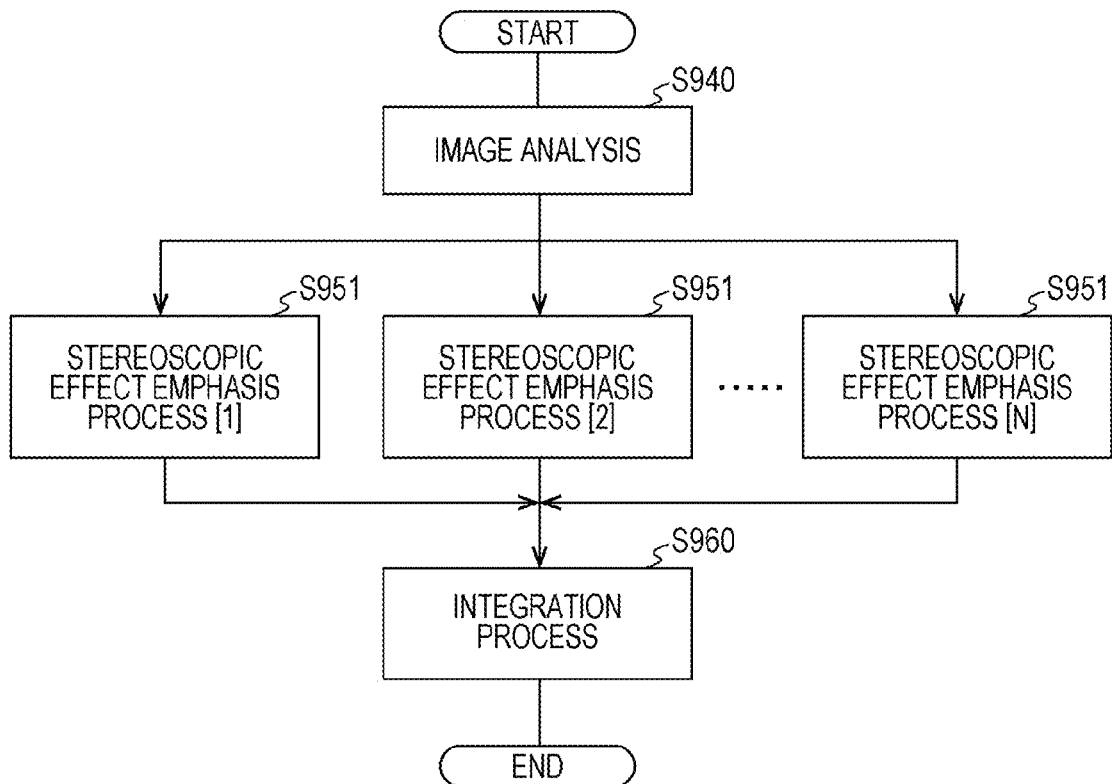 START
S940
IMAGE ANALYSIS
S951
STEREOSCOPIC
EFFECT EMPHASIS
PROCESS [1]
S951
STEREOSCOPIC
EFFECT EMPHASIS
PROCESS [2]
.....
S951
STEREOSCOPIC
EFFECT EMPHASIS
PROCESS [N]
S960
INTEGRATION
PROCESS
END